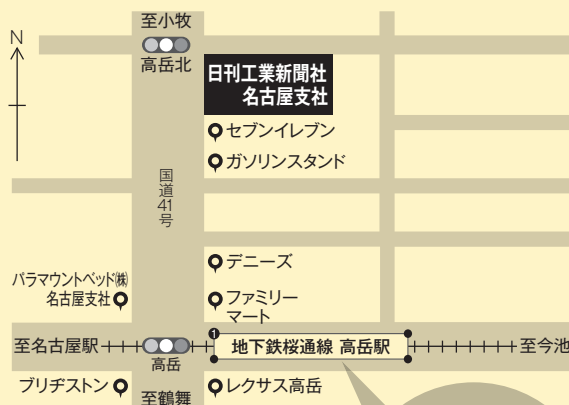 至小牧
N
高岳北
日刊工業新聞社
名古屋支社
セブンイレブン
ガソリンスタンド
国道41号
デニーズ
パラマウントベッド㈱
名古屋支社
ファミリー
マート
1
至名古屋駅
地下鉄桜通線 高岳駅
至今池
高岳
ブリヂストン
至鶴舞
レクサス高岳